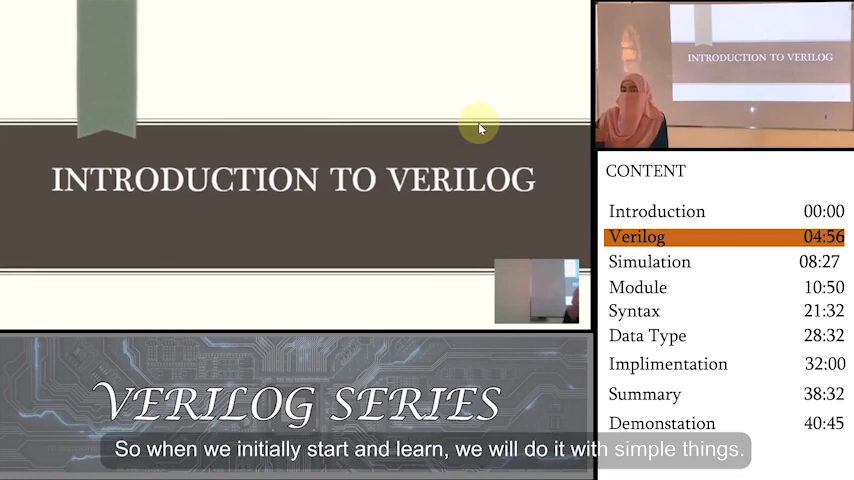 INTRODUCTION TO VERILOG
INTRODUCTION TO VERILOG
CONTENT
Introduction 00:00
Verilog 04:56
Simulation 08:27
Module 10:50
Syntax 21:32
Data Type 28:32
Implimentation 32:00
Summary 38:32
Demonstation 40:45
VERILOG SERIES
So when we initially start and learn, we will do it with simple things.